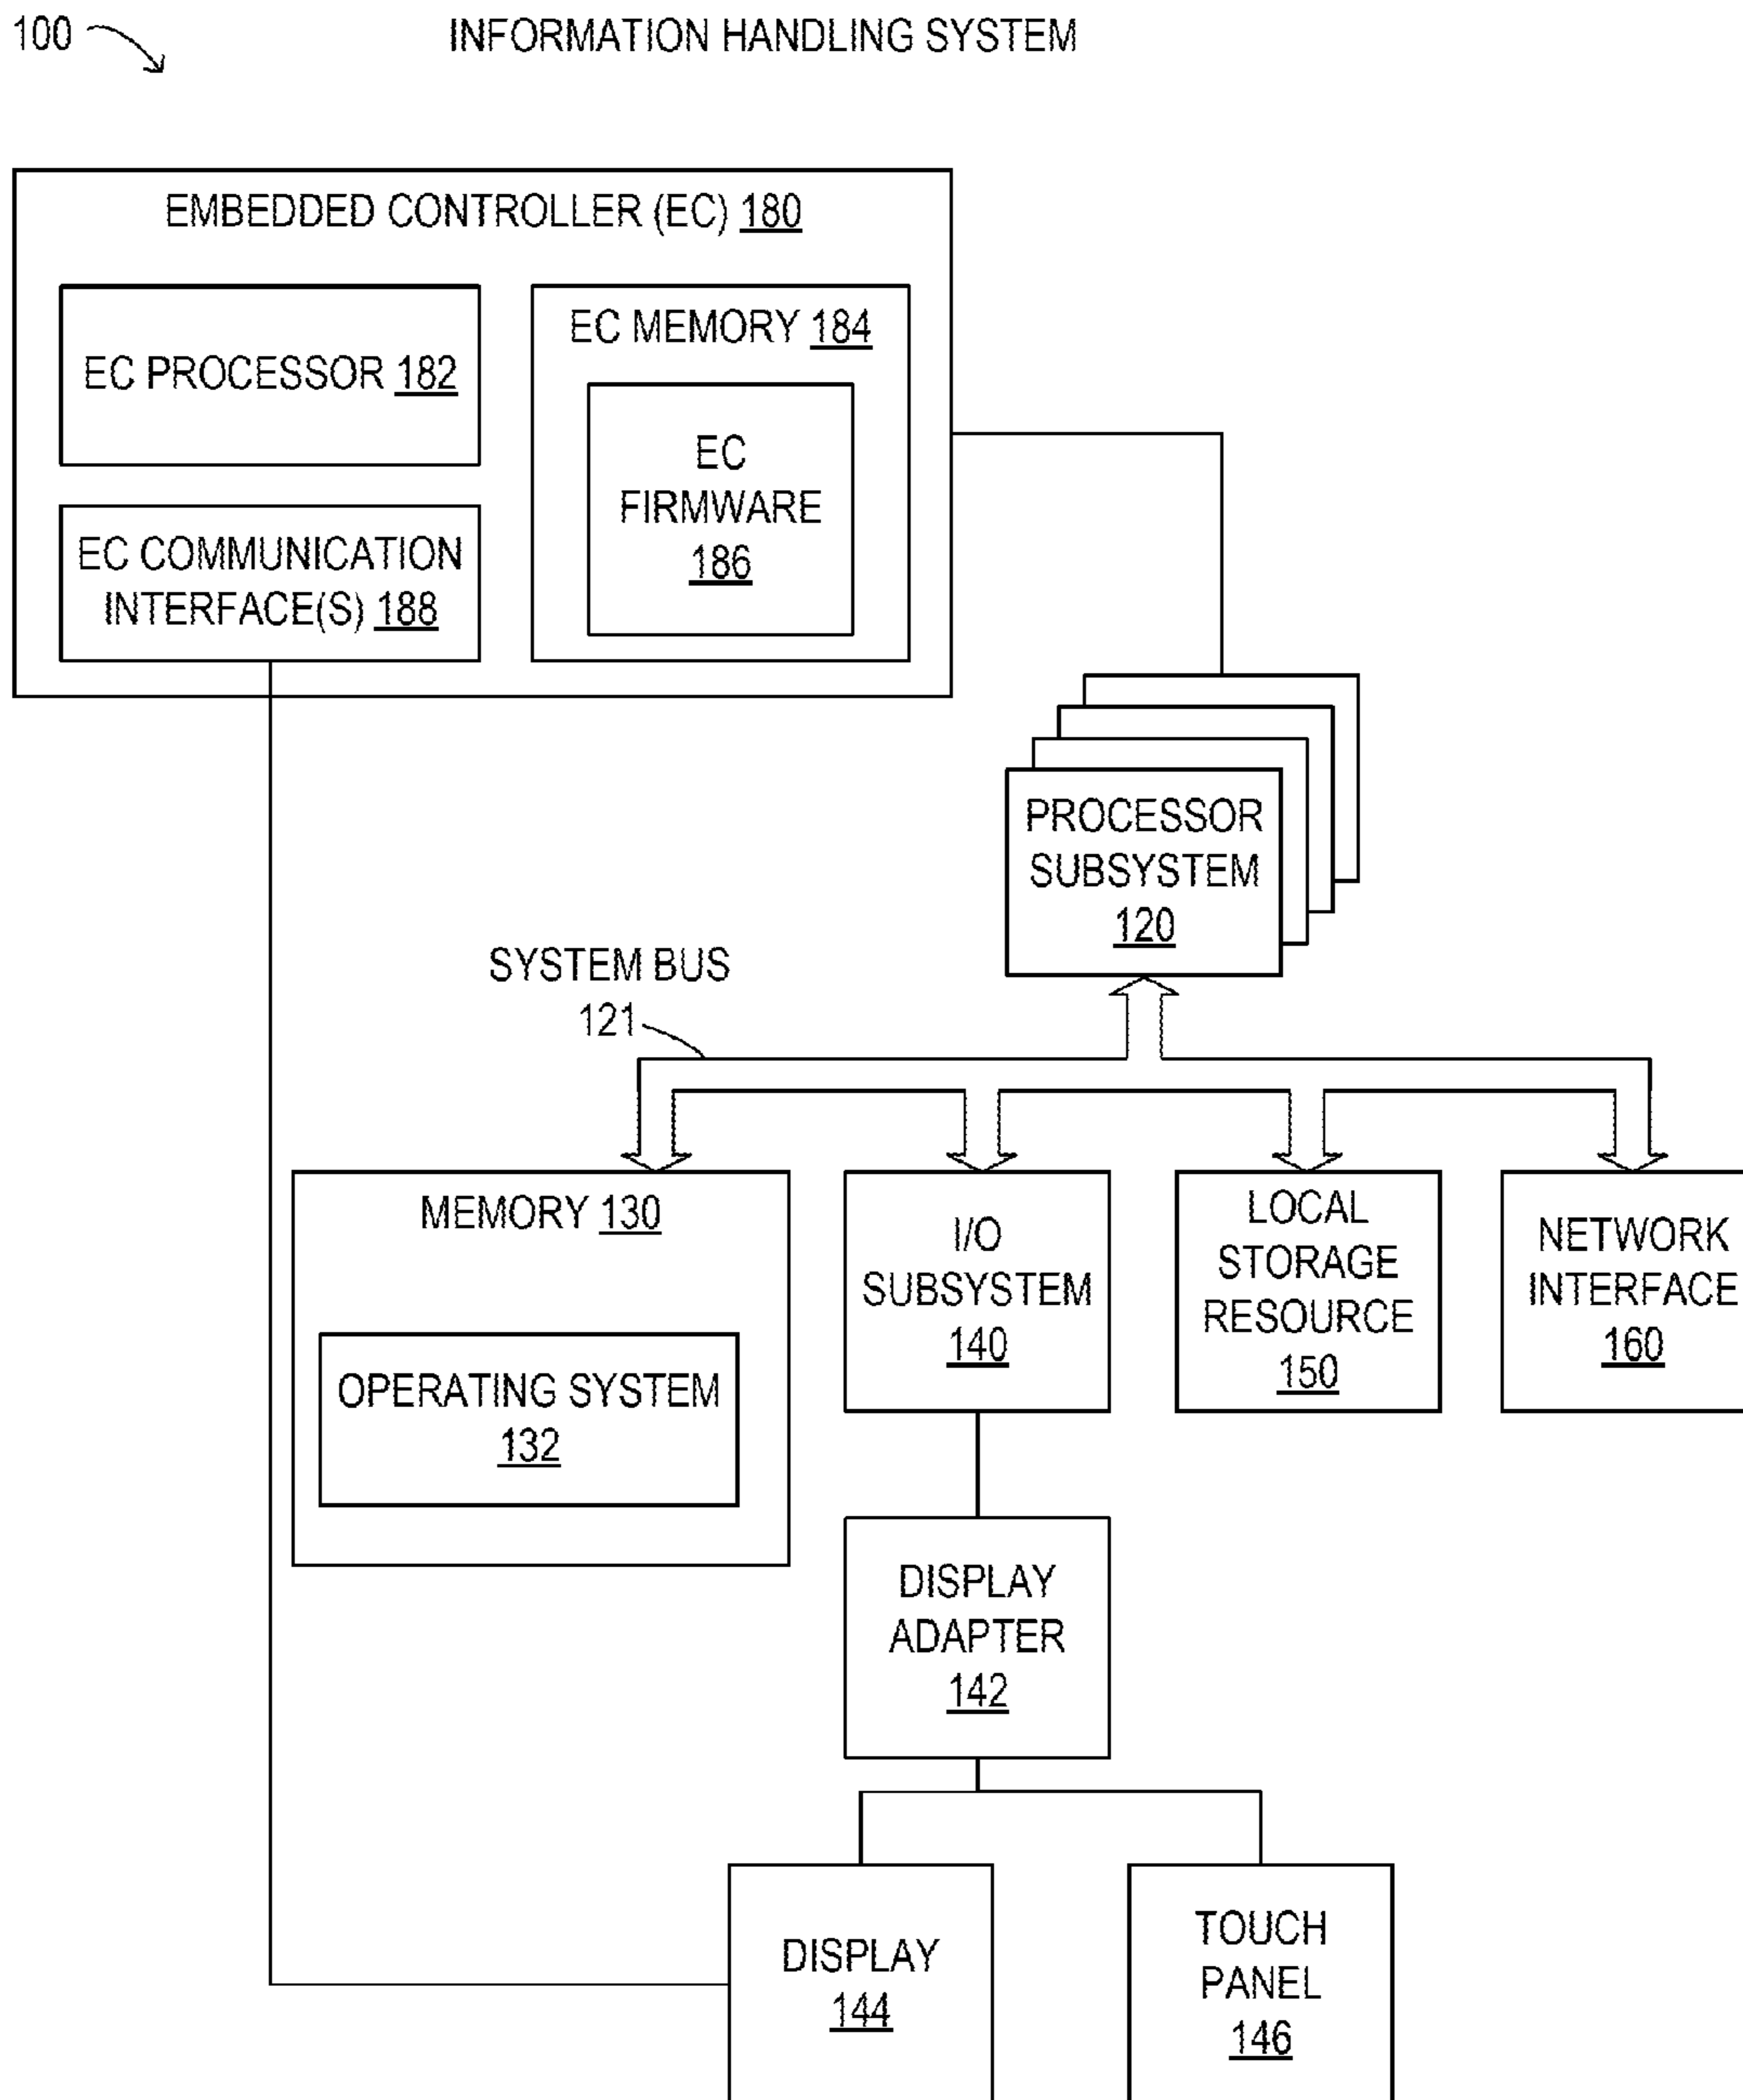 100
INFORMATION HANDLING SYSTEM
EMBEDDED CONTROLLER (EC) 180
EC PROCESSOR 182
EC MEMORY 184
EC
FIRMWARE
186
EC COMMUNICATION
INTERFACE(S) 188
PROCESSOR
SUBSYSTEM
120
SYSTEM BUS
121
MEMORY 130
OPERATING SYSTEM
132
I/O
SUBSYSTEM
140
LOCAL
STORAGE
RESOURCE
150
NETWORK
INTERFACE
160
DISPLAY
ADAPTER
142
DISPLAY
144
TOUCH
PANEL
146